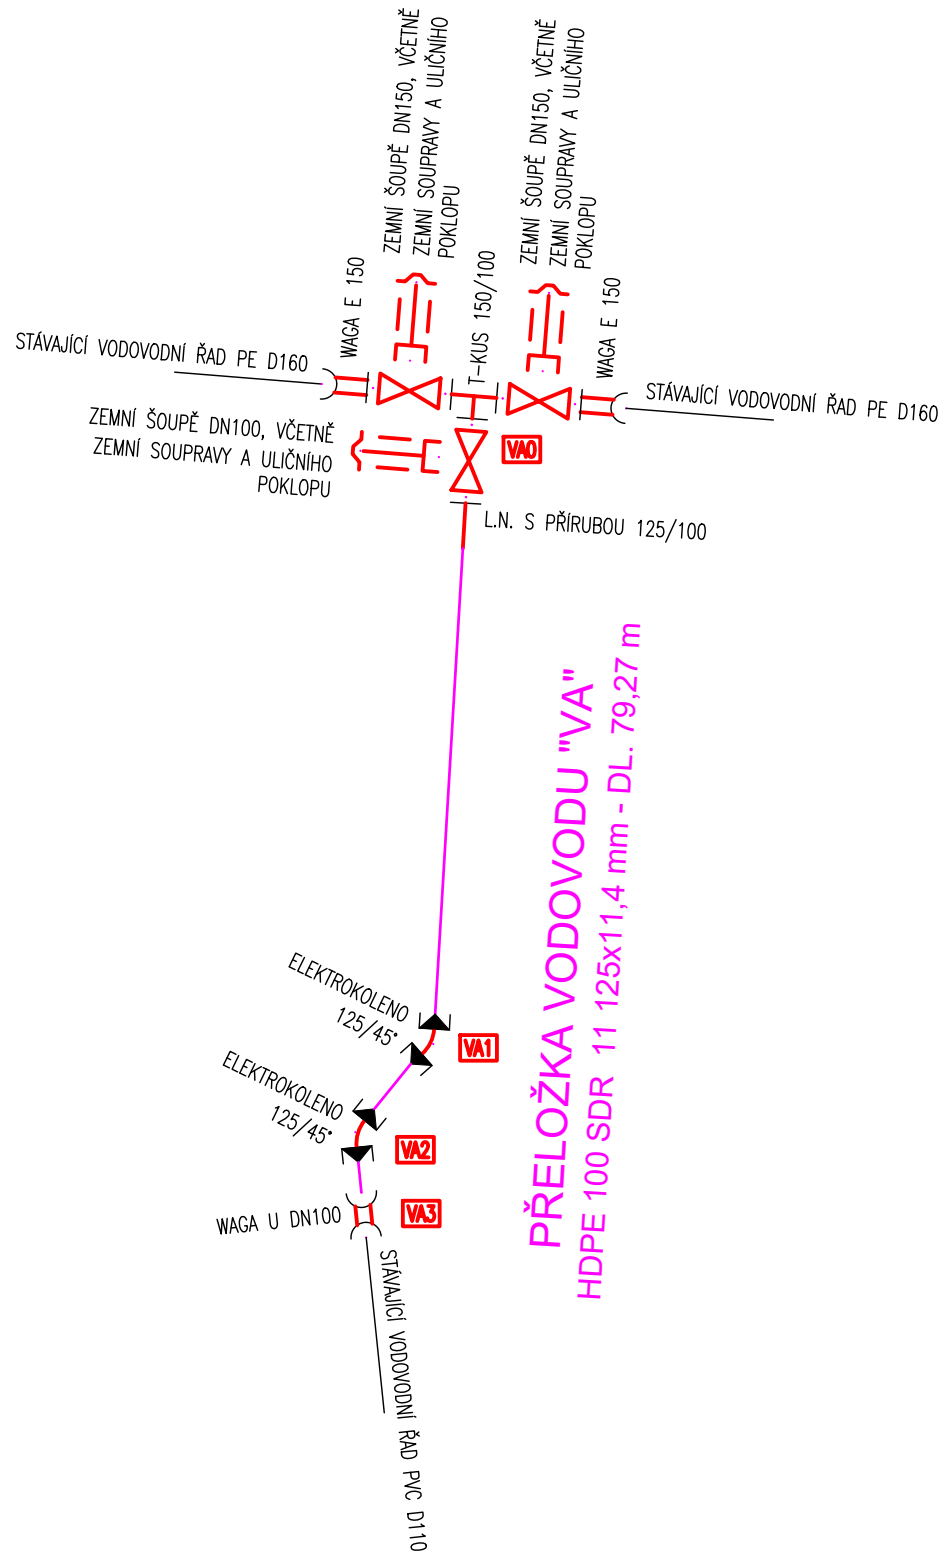 ZEMNÍ ŠOUPĚ DN150, VČETNĚ
ZEMNÍ SOUPRAVY A ULIČNÍHO
POKLOPU
ZEMNÍ ŠOUPĚ DN150, VČETNĚ
ZEMNÍ SOUPRAVY A ULIČNÍHO
POKLOPU
WAGA E 150
T-KUS 150/100
WAGA E 150
STÁVAJÍCÍ VODOVODNÍ ŘAD PE D160
STÁVAJÍCÍ VODOVODNÍ ŘAD PE D160
ZEMNÍ ŠOUPĚ DN100, VČETNĚ
ZEMNÍ SOUPRAVY A ULIČNÍHO
POKLOPU
VA0
L.N. S PŘÍRUBOU 125/100
PŘELOŽKA VODOVODU "VA"
HDPE 100 SDR 11 125x11,4 mm - DL. 79,27 m
ELEKTROKOLENO
125/45°
VA1
ELEKTROKOLENO
125/45°
VA2
WAGA U DN100
VA3
STÁVAJÍCÍ VODOVODNÍ ŘAD PVC D110